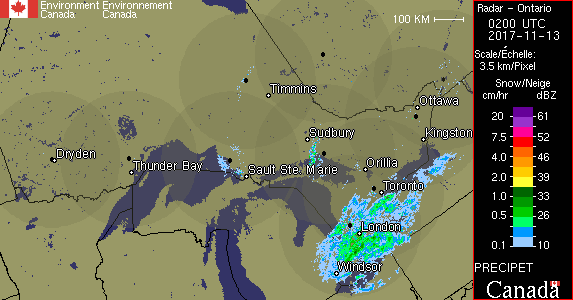 Environment Environnement
Canada Canada
100 KM
Timmins
Ottawa
Sudbury
Kingston
Dryden
Thunder Bay
Sault Ste. Marie
Orillia
Toronto
London
Windsor
Radar - Ontario
0200 UTC
2017-11-13
Scale/Échelle:
3.5 km/Pixel
Snow/Neige
cm/hr dBZ
20 61
7.5 52
4.0 46
2.0 39
1.0 33
0.5 26
0.1 10
PRECIPET
Canada